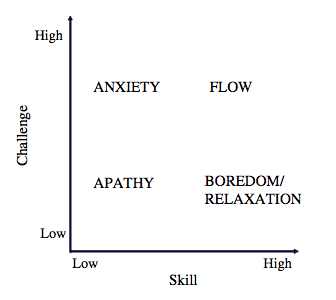 High
ANXIETY FLOW
Challenge
APATHY BOREDOM/
RELAXATION
Low
Low High
Skill